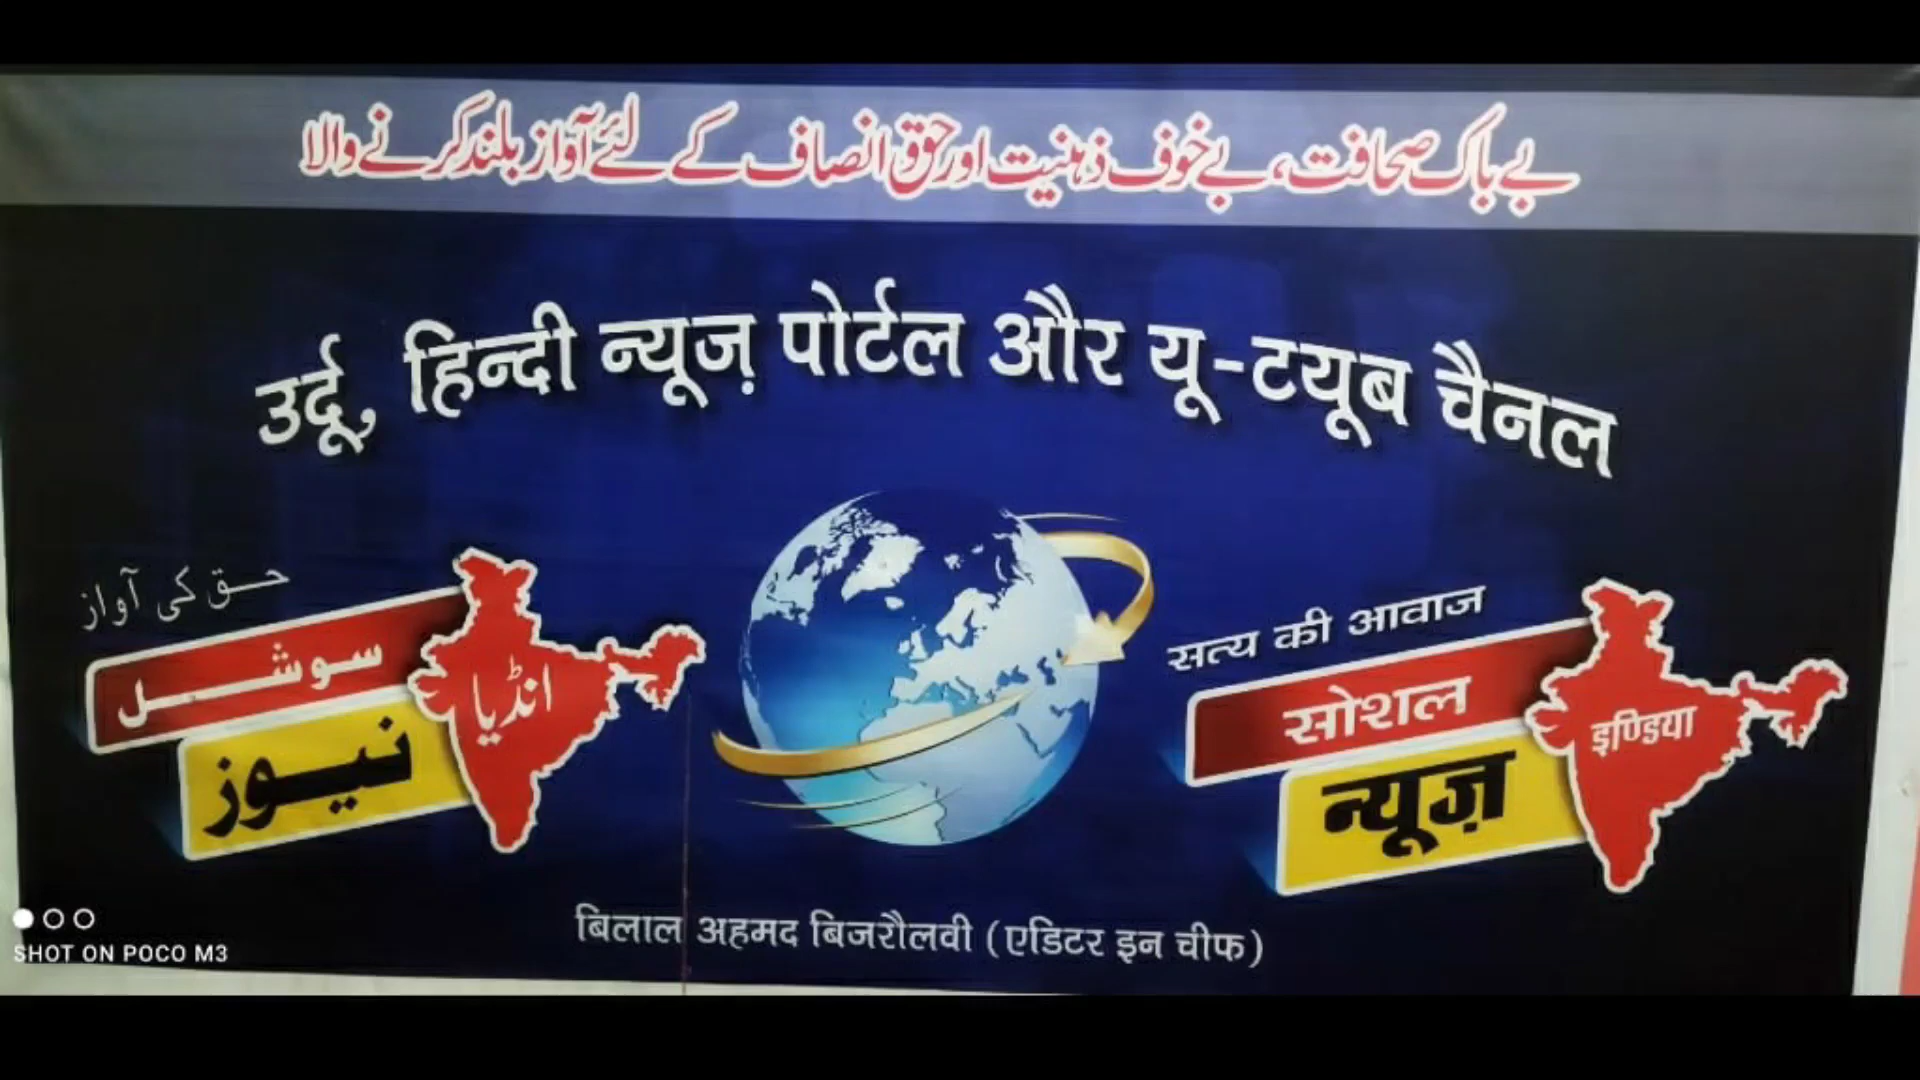 بے باک صحافت، بے خوف ذہنیت اور حق و انصاف کے لئے آواز بلند کرنے والا
उर्दू, हिन्दी न्यूज़ पोर्टल और यू-टयूब चैनल
حق کی آواز
سوشل
انڈیا
نیوز
सत्य की आवाज
सोशल
इण्डिया
न्यूज़
बिलाल अहमद बिजरौलवी (एडिटर इन चीफ)
SHOT ON POCO M3